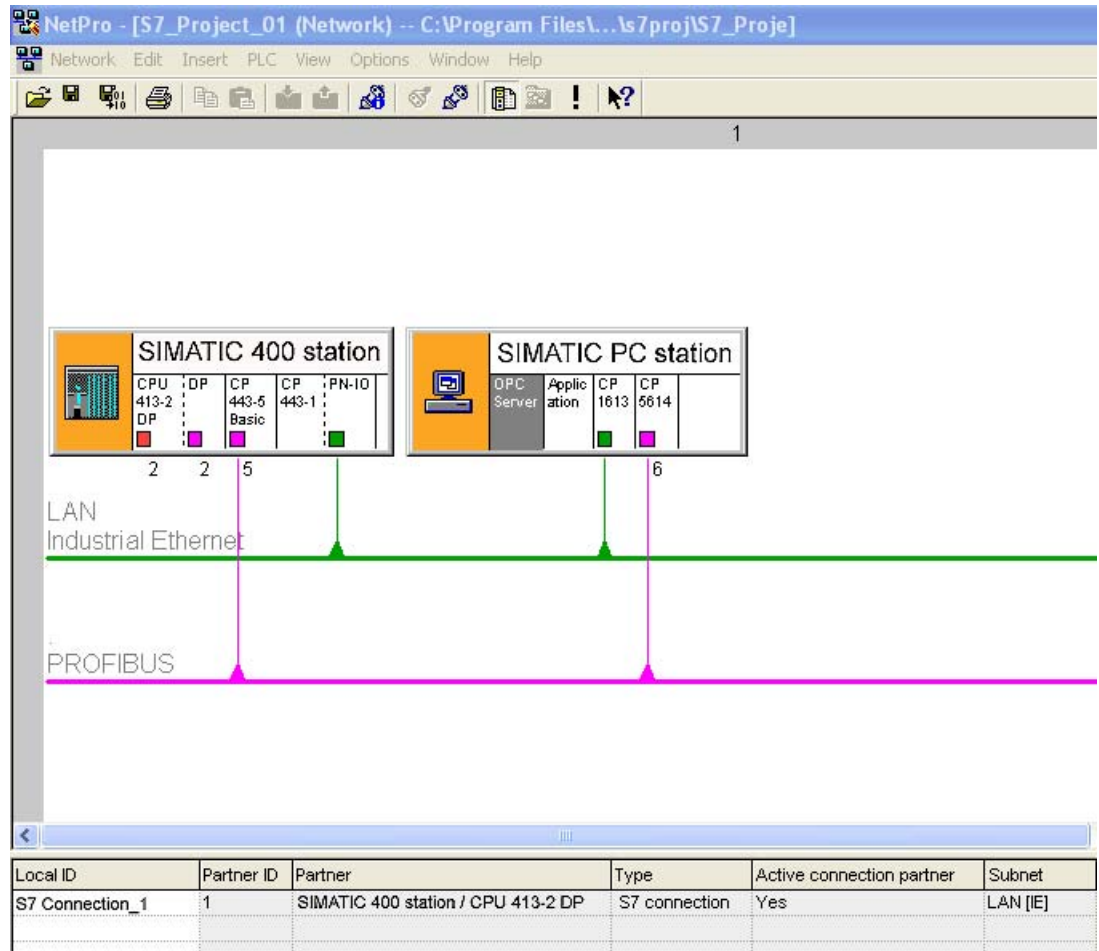 NetPro - [S7_Project_01 (Network) -- C:\Program Files\...\s7proj\S7_Proje]
Network Edit Insert PLC View Options Window Help
1
SIMATIC 400 station
CPU 413-2 DP
DP
CP 443-5 Basic
CP 443-1
PN-IO
2 2 5
SIMATIC PC station
OPC Server
Applic ation
CP 1613
CP 5614
6
LAN
Industrial Ethernet
PROFIBUS
Local ID Partner ID Partner Type Active connection partner Subnet
S7 Connection_1 1 SIMATIC 400 station / CPU 413-2 DP S7 connection Yes LAN [IE]